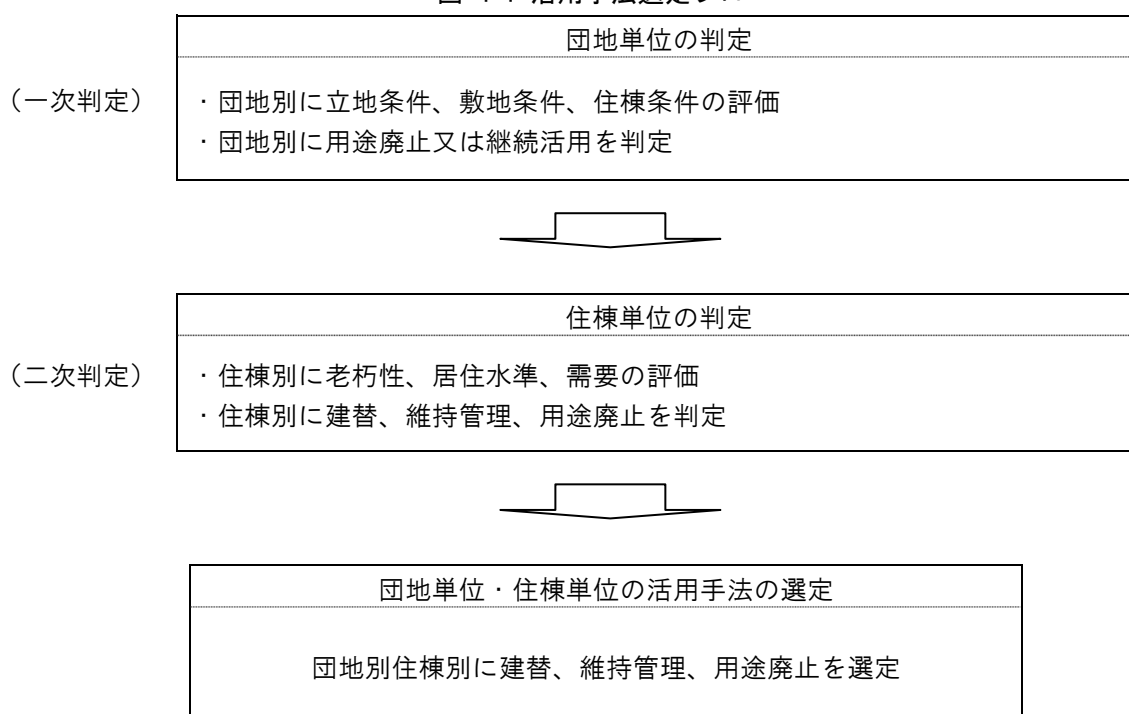 団地単位の判定
（一次判定）
・団地別に立地条件、敷地条件、住棟条件の評価
・団地別に用途廃止又は継続活用を判定
住棟単位の判定
（二次判定）
・住棟別に老朽性、居住水準、需要の評価
・住棟別に建替、維持管理、用途廃止を判定
団地単位・住棟単位の活用手法の選定
団地別住棟別に建替、維持管理、用途廃止を選定